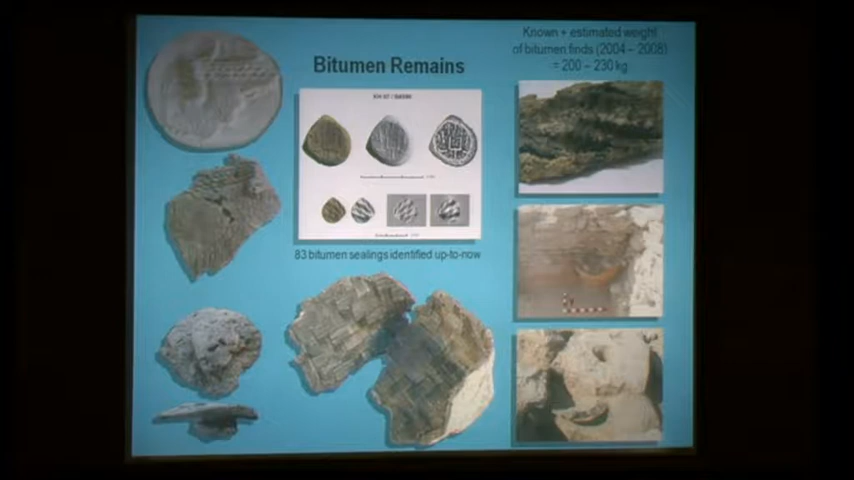 Known + estimated weight
of bitumen finds (2004 – 2008)
= 200 – 230 kg
Bitumen Remains
83 bitumen sealings identified up-to-now